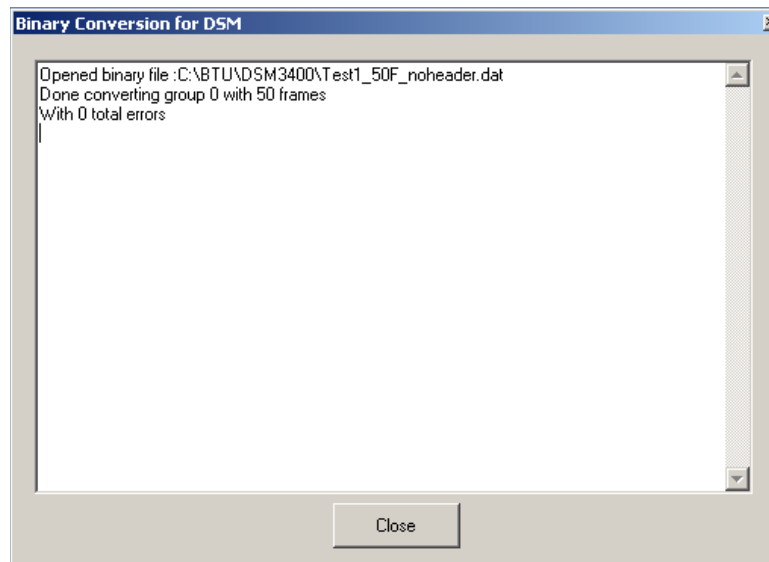 Binary Conversion for DSM
Opened binary file :C:\BTU\DSM3400\Test1_50F_noheader.dat
Done converting group 0 with 50 frames
With 0 total errors
Close